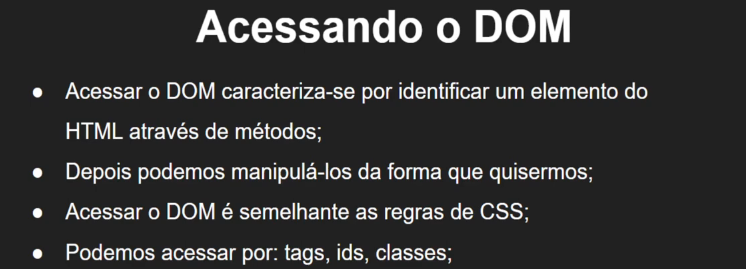 Acessando o DOM
● Acessar o DOM caracteriza-se por identificar um elemento do
HTML através de métodos;
● Depois podemos manipulá-los da forma que quisermos;
● Acessar o DOM é semelhante as regras de CSS;
● Podemos acessar por: tags, ids, classes;